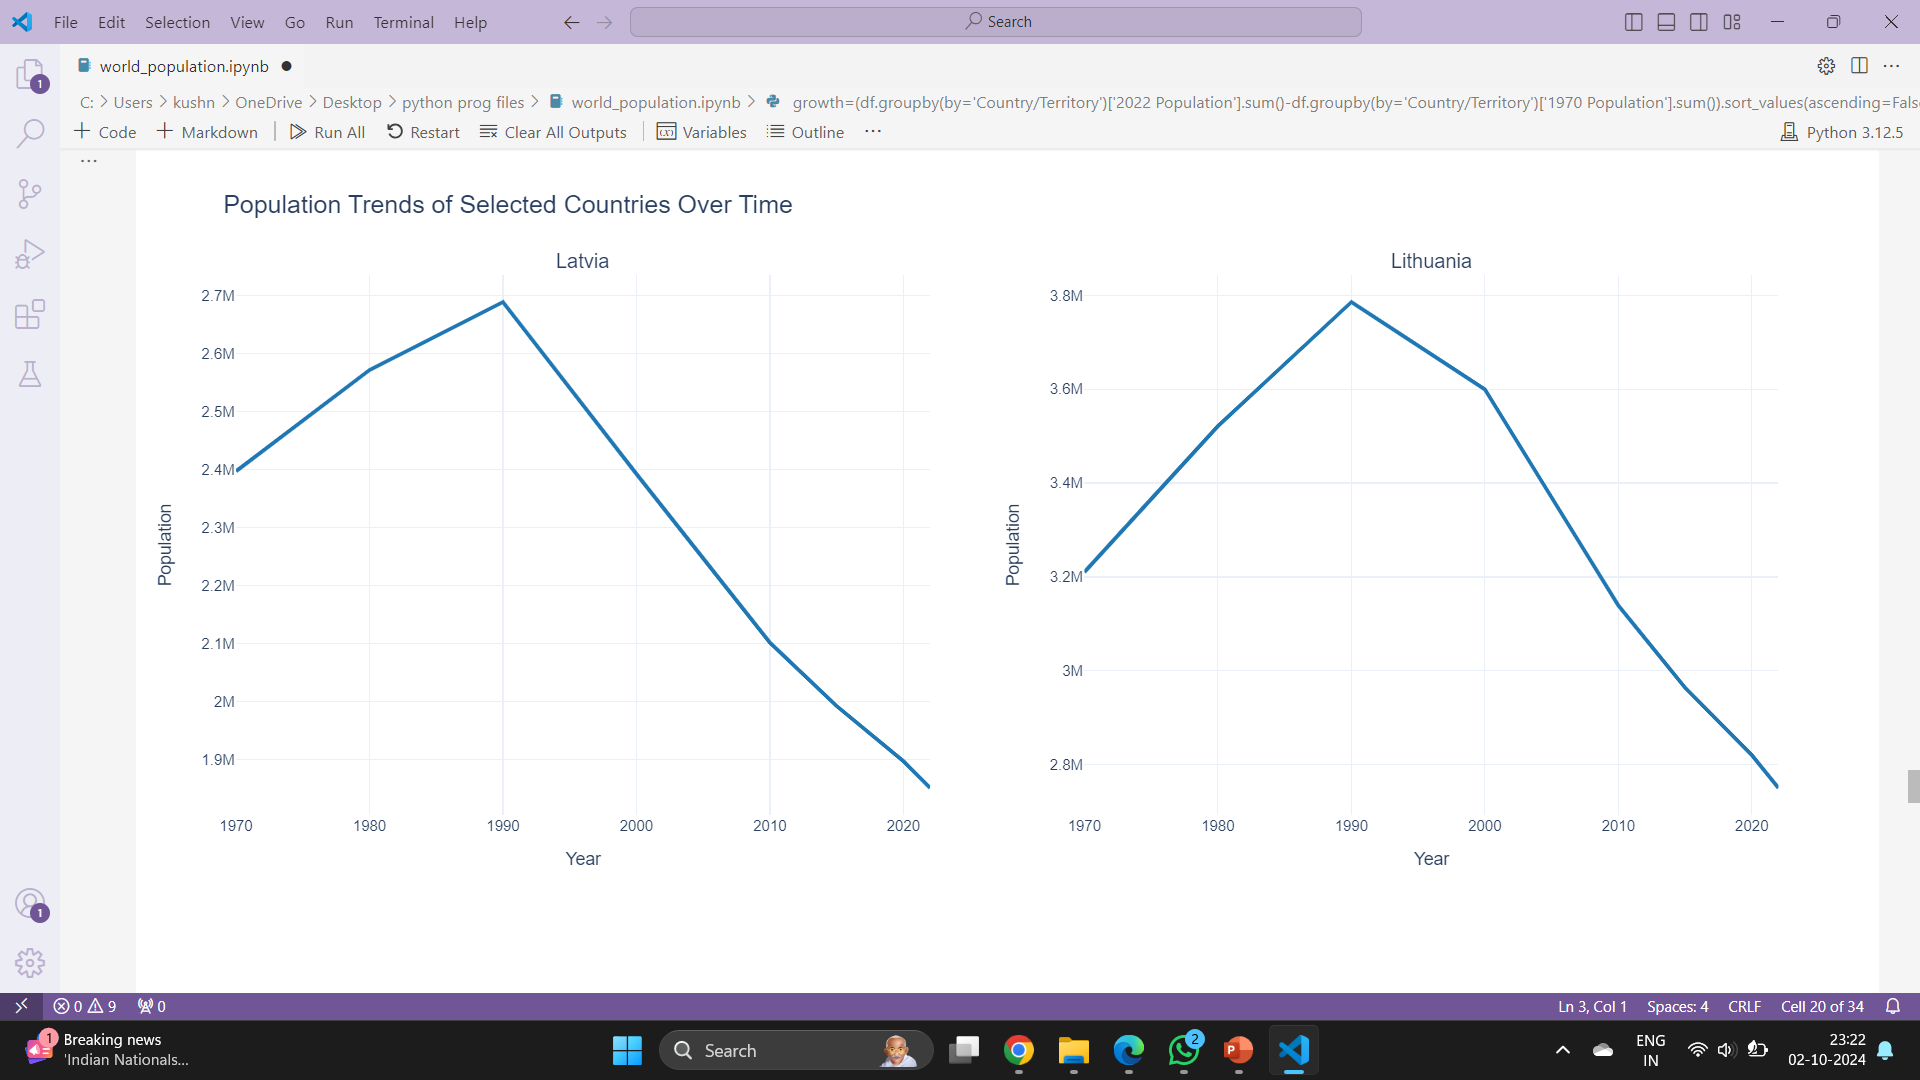 File Edit Selection View Go Run Terminal Help
Search
world_population.ipynb
C: Users kushn OneDrive Desktop python prog files world_population.ipynb growth=(df.groupby(by='Country/Territory')['2022 Population'].sum()-df.groupby(by='Country/Territory')['1970 Population'].sum()).sort_values(ascending=Fals
Code Markdown Run All Restart Clear All Outputs Variables Outline ...
Python 3.12.5
...
Population Trends of Selected Countries Over Time
Latvia
2.7M
2.6M
2.5M
2.4M
2.3M
2.2M
2.1M
2M
1.9M
Population
1970 1980 1990 2000 2010 2020
Year
Lithuania
3.8M
3.6M
3.4M
3.2M
3M
2.8M
Population
1970 1980 1990 2000 2010 2020
Year
1
1
0 9 0
Ln 3, Col 1 Spaces: 4 CRLF Cell 20 of 34
1
Breaking news
'Indian Nationals...
Search
2
P
ENG
IN
23:22
02-10-2024